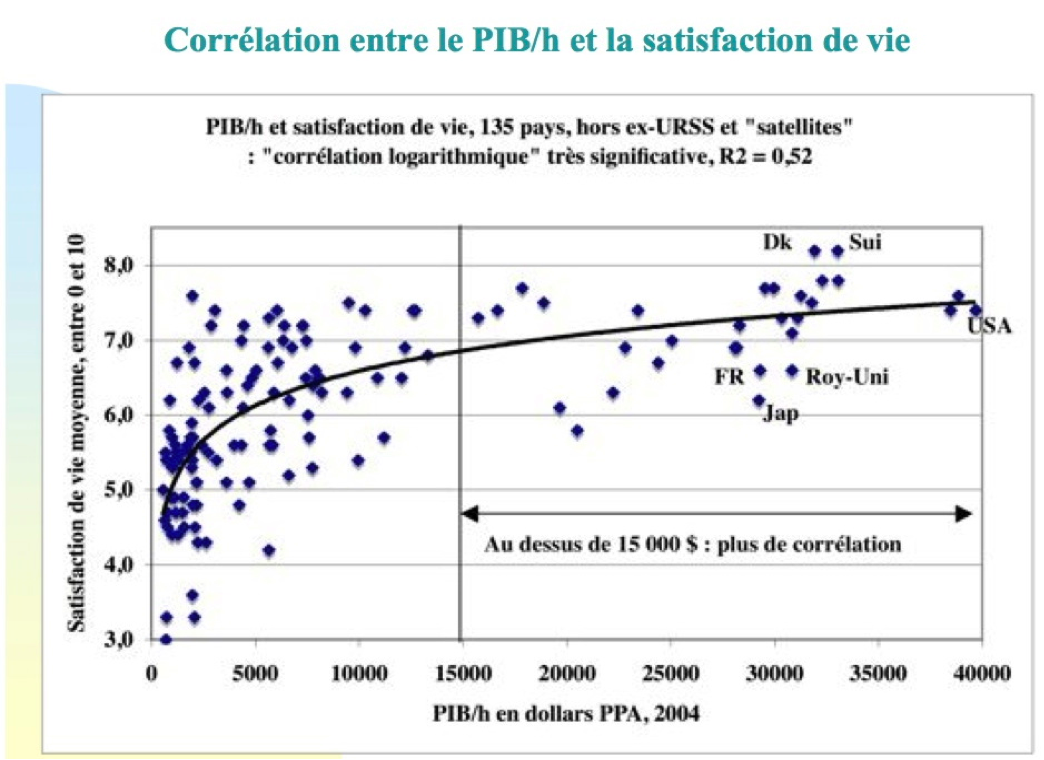 Corrélation entre le PIB/h et la satisfaction de vie
PIB/h et satisfaction de vie, 135 pays, hors ex-URSS et "satellites"
: "corrélation logarithmique" très significative, R2 = 0,52
Satisfaction de vie moyenne, entre 0 et 10
8,0
7,0
6,0
5,0
4,0
3,0
Dk
Sui
USA
FR
Roy-Uni
Jap
Au dessus de 15 000 $ : plus de corrélation
0
5000
10000
15000
20000
25000
30000
35000
40000
PIB/h en dollars PPA, 2004